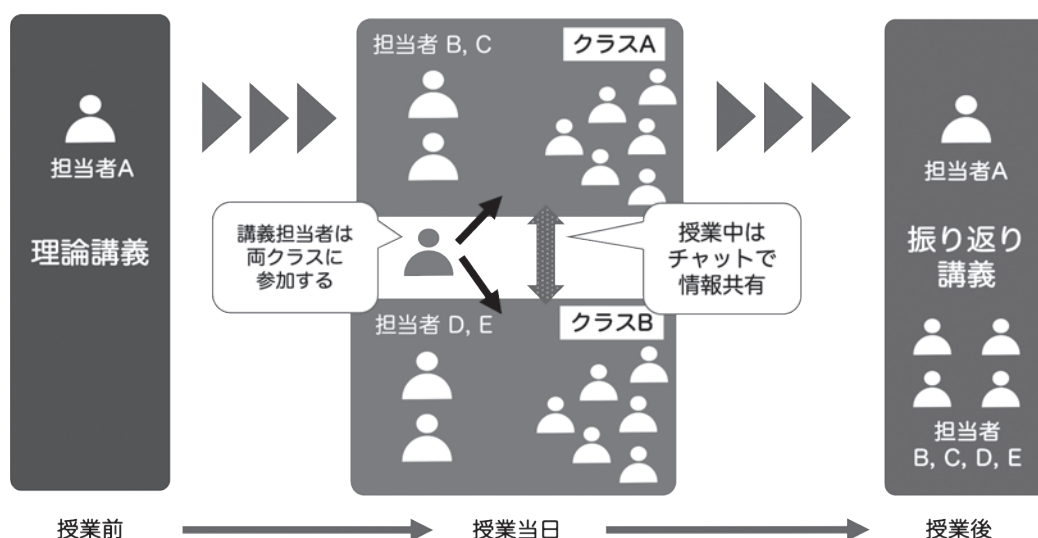 担当者A
理論講義
担当者 B, C
クラスA
講義担当者は
両クラスに
参加する
授業中は
チャットで
情報共有
担当者 D, E
クラスB
担当者A
振り返り
講義
担当者
B, C, D, E
授業前
授業当日
授業後